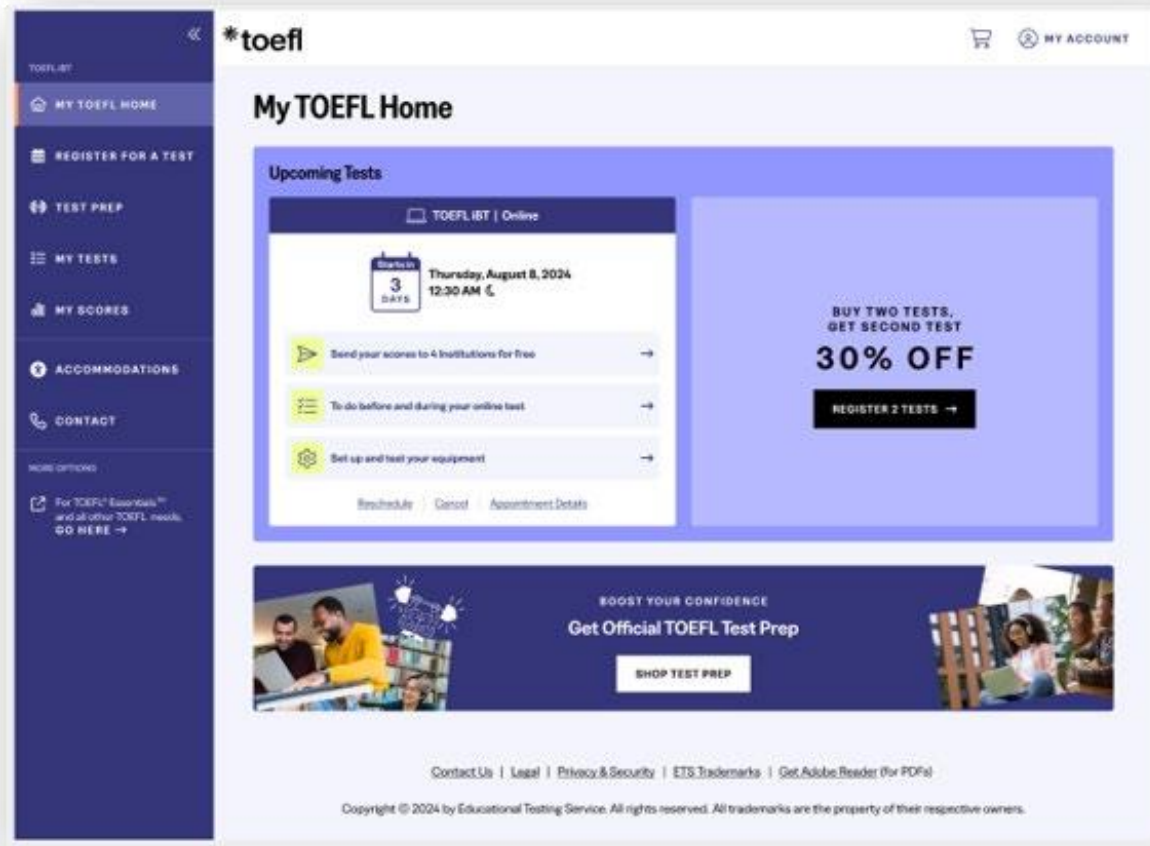 *toefl
MY ACCOUNT
TOEFL iBT
MY TOEFL HOME
REGISTER FOR A TEST
TEST PREP
MY TESTS
MY SCORES
ACCOMMODATIONS
CONTACT
MORE OPTIONS
For TOEFL® Essentials™
and all other TOEFL needs,
GO HERE →
My TOEFL Home
Upcoming Tests
TOEFL iBT | Online
Starts in
3
DAYS
Thursday, August 8, 2024
12:30 AM
Send your scores to 4 institutions for free →
To do before and during your online test →
Set up and test your equipment →
Reschedule | Cancel | Appointment Details
BUY TWO TESTS,
GET SECOND TEST
30% OFF
REGISTER 2 TESTS →
BOOST YOUR CONFIDENCE
Get Official TOEFL Test Prep
SHOP TEST PREP
Contact Us | Legal | Privacy & Security | ETS Trademarks | Get Adobe Reader (for PDFs)
Copyright © 2024 by Educational Testing Service. All rights reserved. All trademarks are the property of their respective owners.